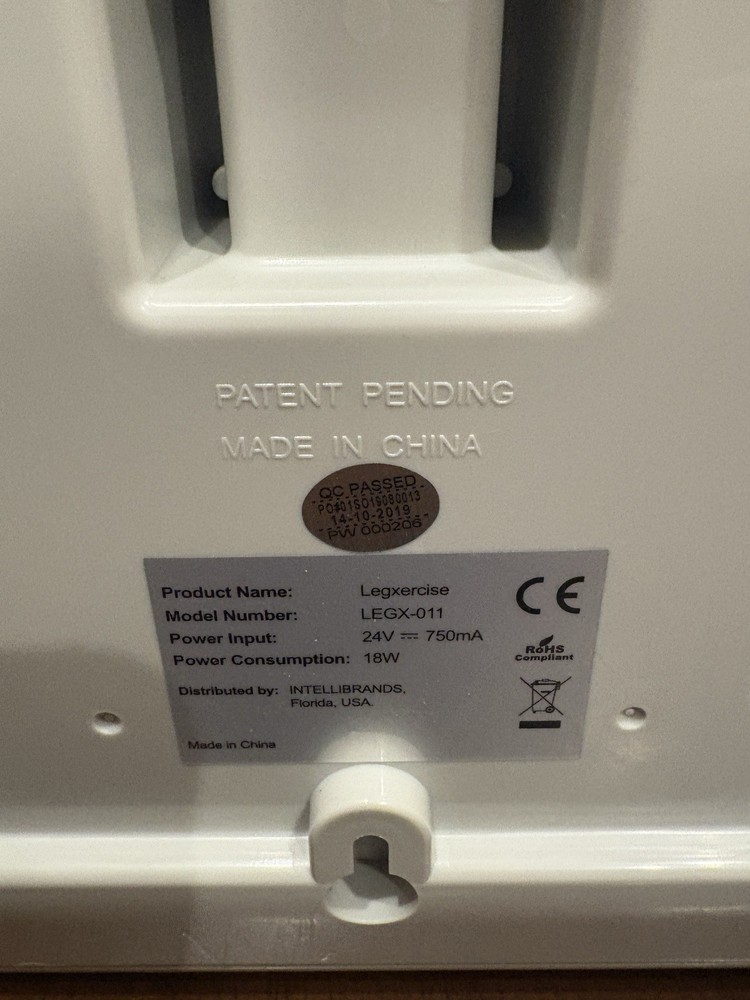 PATENT PENDING
MADE IN CHINA
QC PASSED
PO#01SO19080013
14-10-2019
PW 000206
Product Name: Legxercise
Model Number: LEGX-011
Power Input: 24V ⎓ 750mA
Power Consumption: 18W
Distributed by: INTELLIBRANDS,
Florida, USA.
Made in China
CE
RoHS
Compliant